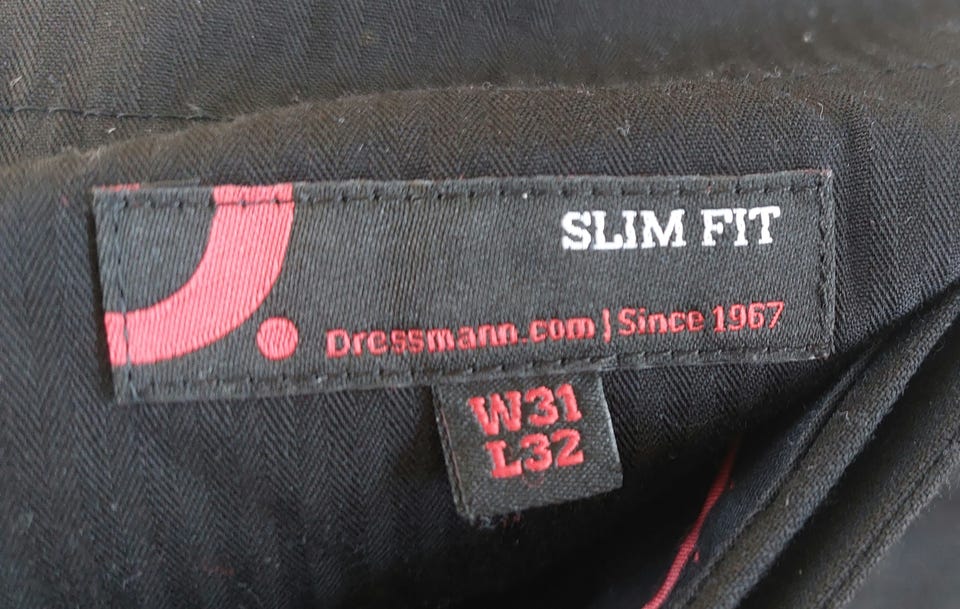 SLIM FIT
Dressmann.com | Since 1967
W31
L32